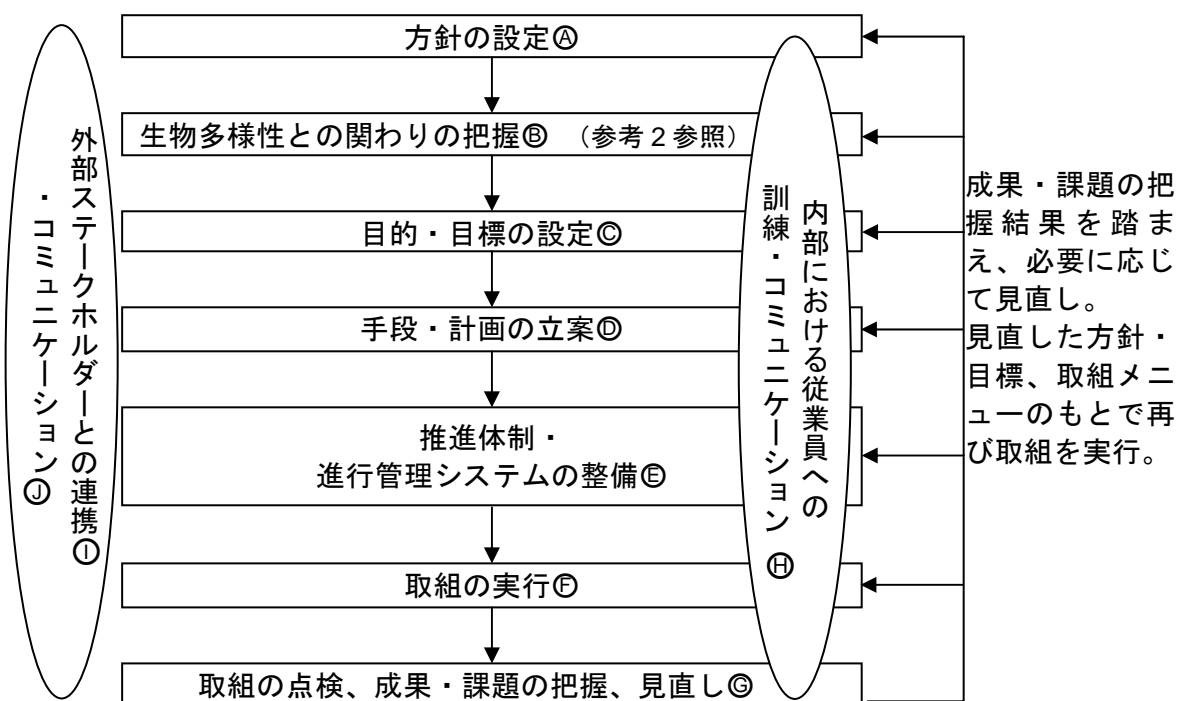 方針の設定Ⓐ
生物多様性との関わりの把握Ⓑ （参考２参照）
目的・目標の設定Ⓒ
手段・計画の立案Ⓓ
推進体制・
進行管理システムの整備Ⓔ
取組の実行Ⓕ
取組の点検、成果・課題の把握、見直しⒼ
外部ステークホルダーとの連携Ⓘ
・コミュニケーションⒿ
内部における従業員への
訓練・コミュニケーションⒽ
成果・課題の把
握結果を踏ま
え、必要に応じ
て見直し。
見直した方針・
目標、取組メニ
ューのもとで再
び取組を実行。